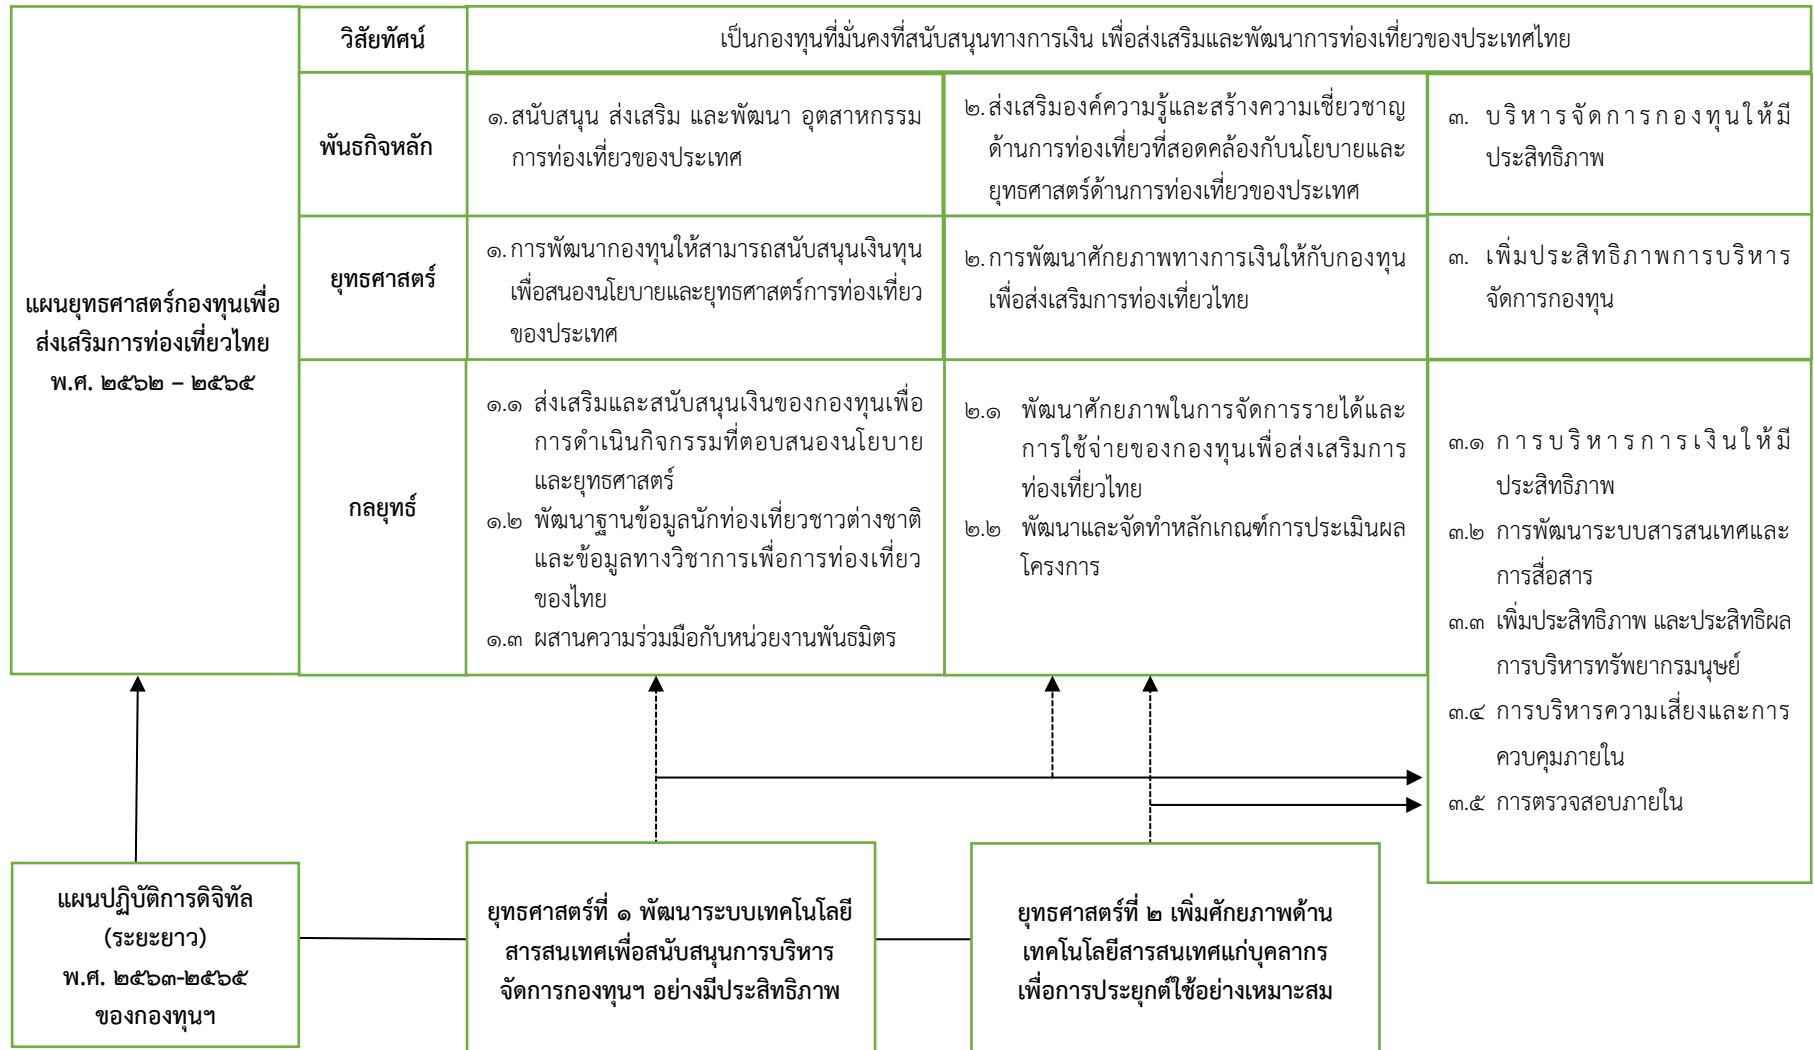 แผนยุทธศาสตร์กองทุนเพื่อ
ส่งเสริมการท่องเที่ยวไทย
พ.ศ. ๒๕๖๒ – ๒๕๖๕
วิสัยทัศน์
เป็นกองทุนที่มั่นคงที่สนับสนุนทางการเงิน เพื่อส่งเสริมและพัฒนาการท่องเที่ยวของประเทศไทย
พันธกิจหลัก
๑. สนับสนุน ส่งเสริม และพัฒนา อุตสาหกรรม
การท่องเที่ยวของประเทศ
๒. ส่งเสริมองค์ความรู้และสร้างความเชี่ยวชาญ
ด้านการท่องเที่ยวที่สอดคล้องกับนโยบายและ
ยุทธศาสตร์ด้านการท่องเที่ยวของประเทศ
๓. บริหารจัดการกองทุนให้มี
ประสิทธิภาพ
ยุทธศาสตร์
๑. การพัฒนากองทุนให้สามารถสนับสนุนเงินทุน
เพื่อสนองนโยบายและยุทธศาสตร์การท่องเที่ยว
ของประเทศ
๒. การพัฒนาศักยภาพทางการเงินให้กับกองทุน
เพื่อส่งเสริมการท่องเที่ยวไทย
๓. เพิ่มประสิทธิภาพการบริหาร
จัดการกองทุน
กลยุทธ์
๑.๑ ส่งเสริมและสนับสนุนเงินของกองทุนเพื่อ
การดำเนินกิจกรรมที่ตอบสนองนโยบาย
และยุทธศาสตร์
๑.๒ พัฒนาฐานข้อมูลนักท่องเที่ยวชาวต่างชาติ
และข้อมูลทางวิชาการเพื่อการท่องเที่ยว
ของไทย
๑.๓ ผสานความร่วมมือกับหน่วยงานพันธมิตร
๒.๑ พัฒนาศักยภาพในการจัดการรายได้และ
การใช้จ่ายของกองทุนเพื่อส่งเสริมการ
ท่องเที่ยวไทย
๒.๒ พัฒนาและจัดทำหลักเกณฑ์การประเมินผล
โครงการ
๓.๑ การบริหารการเงินให้มี
ประสิทธิภาพ
๓.๒ การพัฒนาระบบสารสนเทศและ
การสื่อสาร
๓.๓ เพิ่มประสิทธิภาพ และประสิทธิผล
การบริหารทรัพยากรมนุษย์
๓.๔ การบริหารความเสี่ยงและการ
ควบคุมภายใน
๓.๕ การตรวจสอบภายใน
แผนปฏิบัติการดิจิทัล
(ระยะยาว)
พ.ศ. ๒๕๖๓-๒๕๖๕
ของกองทุนฯ
ยุทธศาสตร์ที่ ๑ พัฒนาระบบเทคโนโลยี
สารสนเทศเพื่อสนับสนุนการบริหาร
จัดการกองทุนฯ อย่างมีประสิทธิภาพ
ยุทธศาสตร์ที่ ๒ เพิ่มศักยภาพด้าน
เทคโนโลยีสารสนเทศแก่บุคลากร
เพื่อการประยุกต์ใช้อย่างเหมาะสม